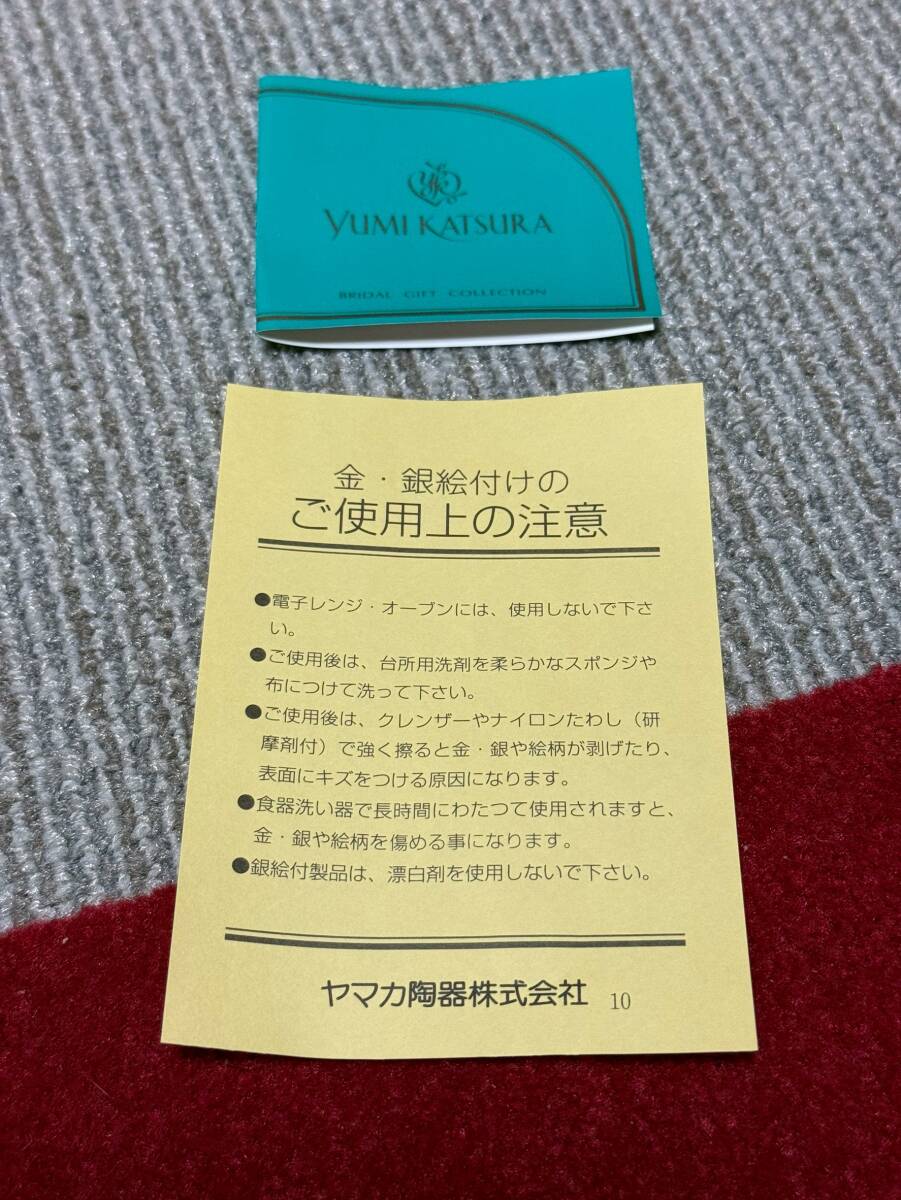 YK
YUMI KATSURA
BRIDAL GIFT COLLECTION
金・銀絵付けの
ご使用上の注意
●電子レンジ・オーブンには、使用しないで下さ
い。
●ご使用後は、台所用洗剤を柔らかなスポンジや
布につけて洗って下さい。
●ご使用後は、クレンザーやナイロンたわし（研
摩剤付）で強く擦ると金・銀や絵柄が剥げたり、
表面にキズをつける原因になります。
●食器洗い器で長時間にわたつて使用されますと、
金・銀や絵柄を傷める事になります。
●銀絵付製品は、漂白剤を使用しないで下さい。
ヤマカ陶器株式会社 10